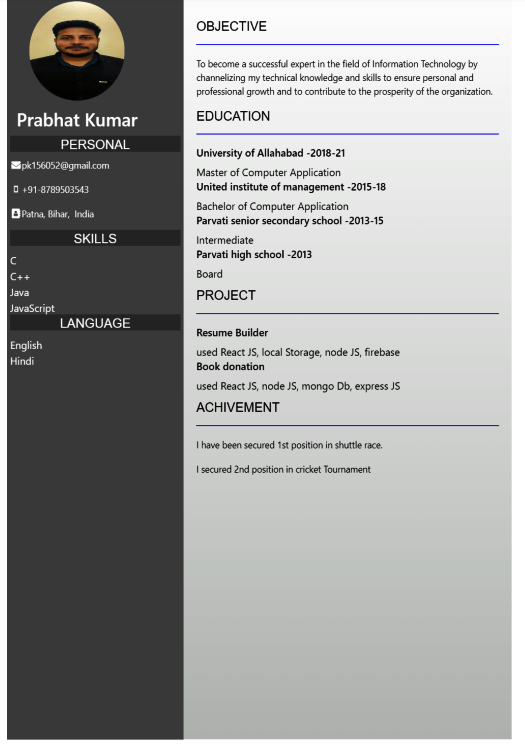 Prabhat Kumar
PERSONAL
pk156052@gmail.com
+91-8789503543
Patna, Bihar, India
SKILLS
C
C++
Java
JavaScript
LANGUAGE
English
Hindi
OBJECTIVE
To become a successful expert in the field of Information Technology by
channelizing my technical knowledge and skills to ensure personal and
professional growth and to contribute to the prosperity of the organization.
EDUCATION
University of Allahabad -2018-21
Master of Computer Application
United institute of management -2015-18
Bachelor of Computer Application
Parvati senior secondary school -2013-15
Intermediate
Parvati high school -2013
Board
PROJECT
Resume Builder
used React JS, local Storage, node JS, firebase
Book donation
used React JS, node JS, mongo Db, express JS
ACHIVEMENT
I have been secured 1st position in shuttle race.
I secured 2nd position in cricket Tournament